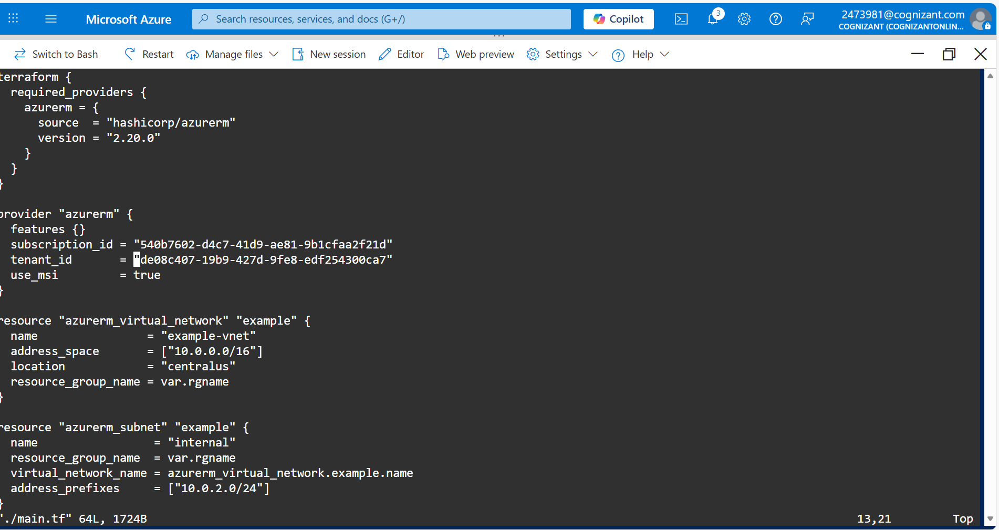 Microsoft Azure
Search resources, services, and docs (G+/)
Copilot
3
2473981@cognizant.com
COGNIZANT (COGNIZANTONLIN...
Switch to Bash
Restart
Manage files
New session
Editor
Web preview
Settings
Help
terraform {
  required_providers {
    azurerm = {
      source  = "hashicorp/azurerm"
      version = "2.20.0"
    }
  }
}
provider "azurerm" {
  features {}
  subscription_id = "540b7602-d4c7-41d9-ae81-9b1cfaa2f21d"
  tenant_id       = "de08c407-19b9-427d-9fe8-edf254300ca7"
  use_msi         = true
}
resource "azurerm_virtual_network" "example" {
  name                = "example-vnet"
  address_space       = ["10.0.0.0/16"]
  location            = "centralus"
  resource_group_name = var.rgname
}
resource "azurerm_subnet" "example" {
  name                 = "internal"
  resource_group_name  = var.rgname
  virtual_network_name = azurerm_virtual_network.example.name
  address_prefixes     = ["10.0.2.0/24"]
}
"./main.tf" 64L, 1724B
13,21
Top